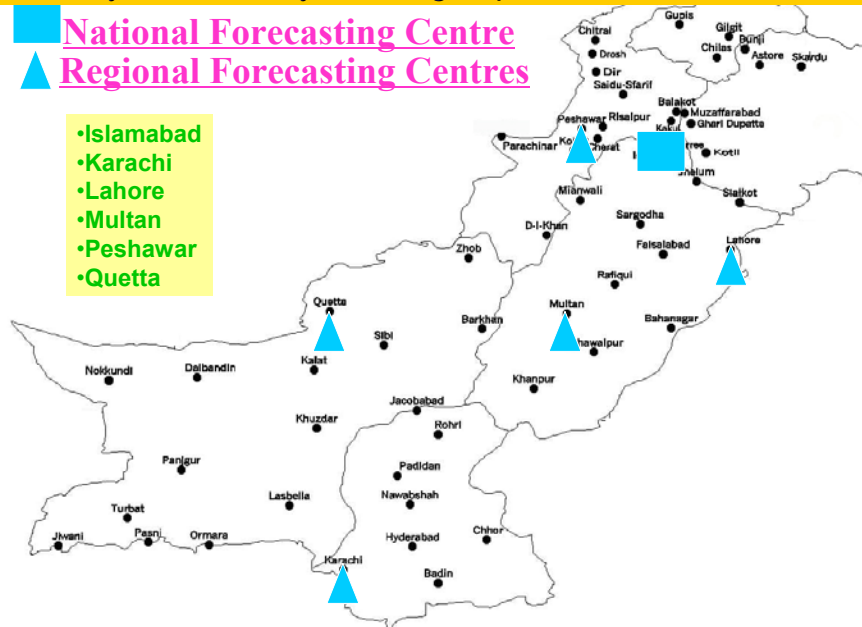 National Forecasting Centre
Regional Forecasting Centres
•Islamabad
•Karachi
•Lahore
•Multan
•Peshawar
•Quetta
Gupis
Gilgit
Chitral
Bunji
Drosh
Chilas
Astore
Skardu
Dir
Saidu-Sfarif
Balakot
Muzaffarabad
Peshawar
Risalpur
Ghari Dupatta
Parachinar
Cherat
Kotli
Mianwali
Sialkot
Sargodha
D-I-Khan
Faisalabad
Lahore
Zhob
Rafiqui
Quetta
Multan
Barkhan
Bahanagar
Sibi
Kalat
Nokkundi
Dalbandin
Khanpur
Jacobabad
Khuzdar
Rohri
Panjgur
Padidan
Lasbella
Nawabshah
Turbat
Jiwani
Pasni
Ormara
Hyderabad
Chhor
Karachi
Badin